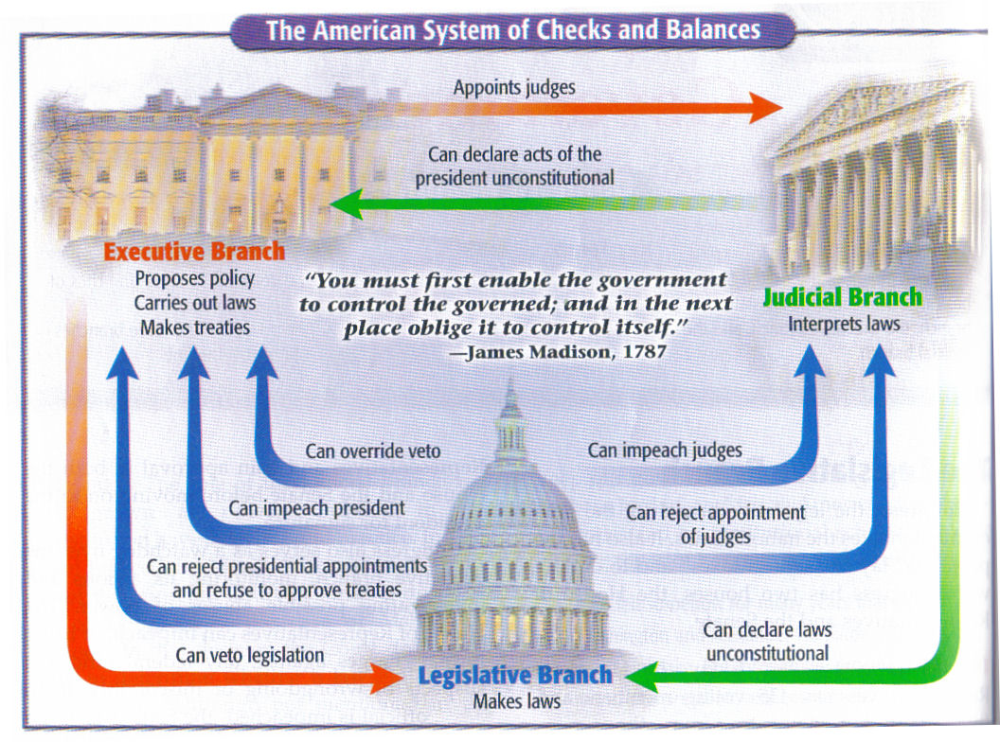 The American System of Checks and Balances
Appoints judges
Can declare acts of the
president unconstitutional
Executive Branch
Proposes policy
Carries out laws
Makes treaties
“You must first enable the government
to control the governed; and in the next
place oblige it to control itself.”
—James Madison, 1787
Judicial Branch
Interprets laws
Can override veto
Can impeach president
Can reject presidential appointments
and refuse to approve treaties
Can veto legislation
Can impeach judges
Can reject appointment
of judges
Can declare laws
unconstitutional
Legislative Branch
Makes laws